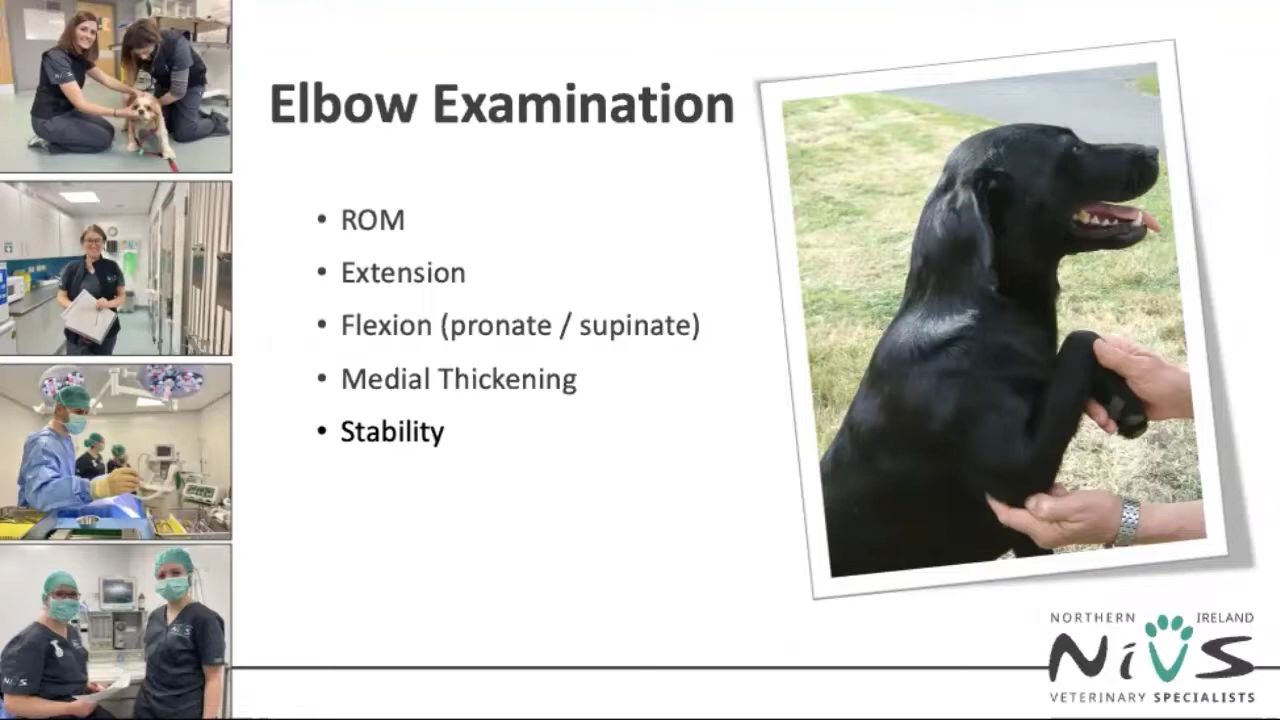 Elbow Examination
• ROM
• Extension
• Flexion (pronate / supinate)
• Medial Thickening
• Stability
NORTHERN IRELAND
NiVS
VETERINARY SPECIALISTS